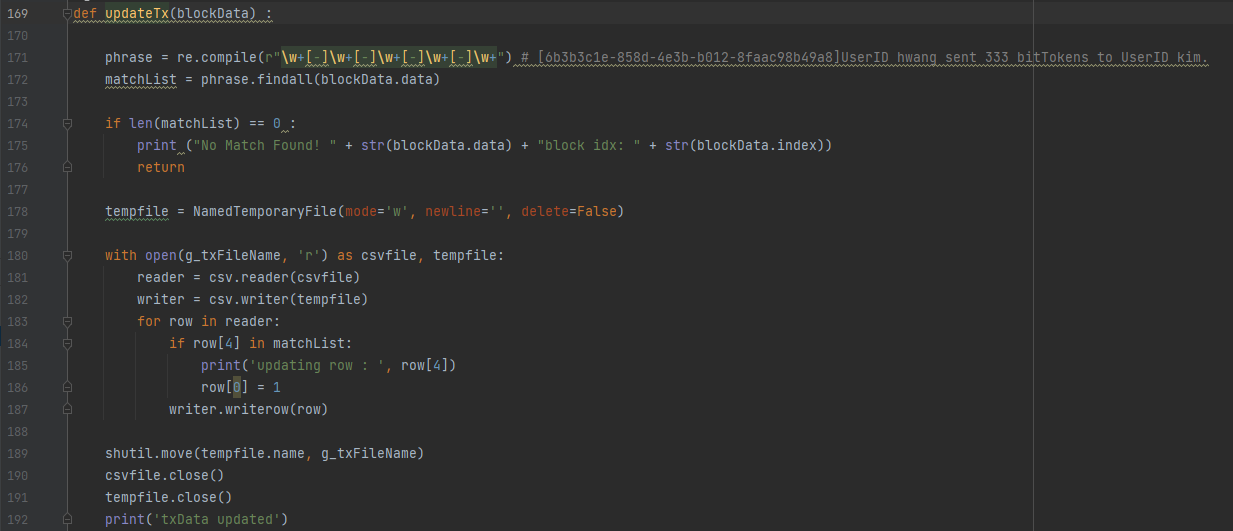 169 def updateTx(blockData) :
170
171 phrase = re.compile(r"\w+[-]\w+[-]\w+[-]\w+[-]\w+") # [6b3b3c1e-858d-4e3b-b012-8faac98b49a8]UserID hwang sent 333 bitTokens to UserID kim.
172 matchList = phrase.findall(blockData.data)
173
174 if len(matchList) == 0 :
175 print ("No Match Found! " + str(blockData.data) + "block idx: " + str(blockData.index))
176 return
177
178 tempfile = NamedTemporaryFile(mode='w', newline='', delete=False)
179
180 with open(g_txFileName, 'r') as csvfile, tempfile:
181 reader = csv.reader(csvfile)
182 writer = csv.writer(tempfile)
183 for row in reader:
184 if row[4] in matchList:
185 print('updating row : ', row[4])
186 row[0] = 1
187 writer.writerow(row)
188
189 shutil.move(tempfile.name, g_txFileName)
190 csvfile.close()
191 tempfile.close()
192 print('txData updated')